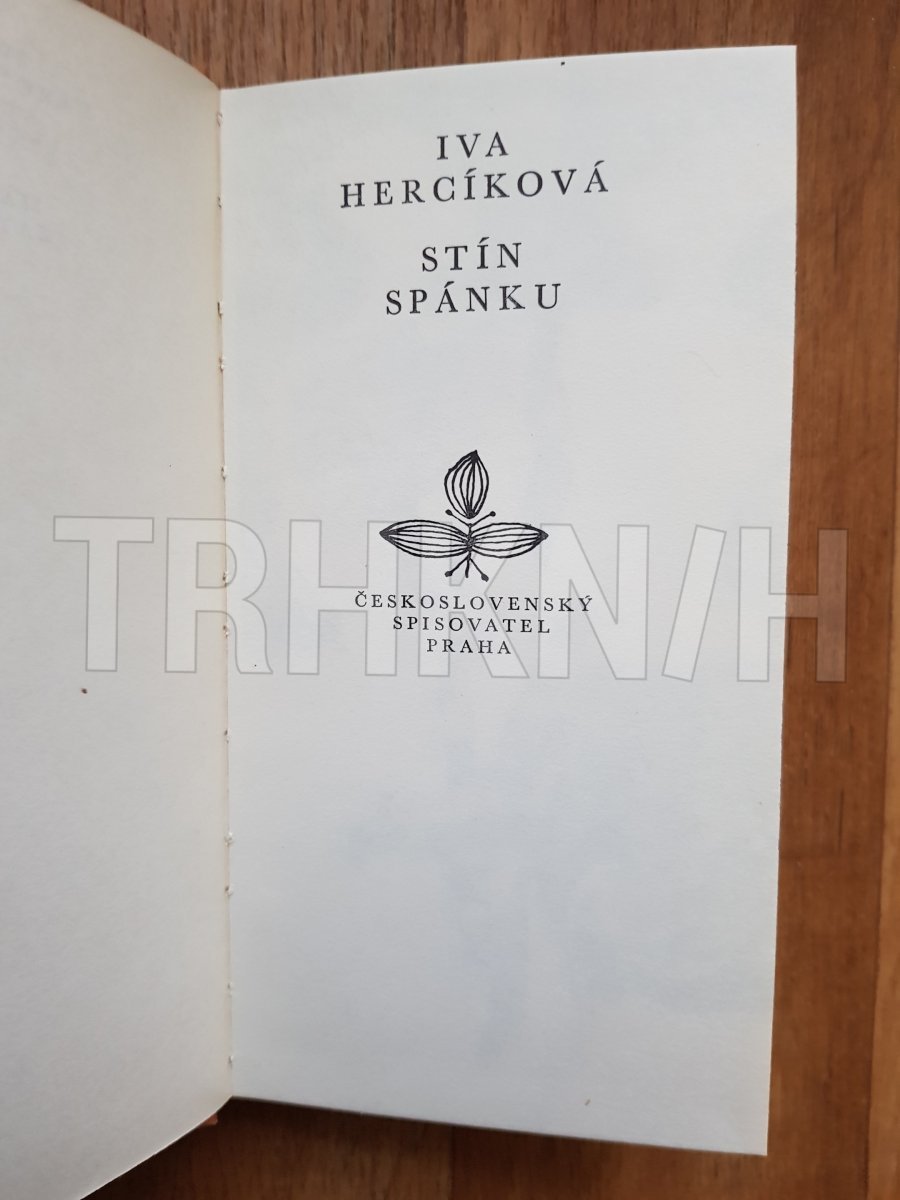 IVA
HERCÍKOVÁ
STÍN
SPÁNKU
TRHKNIH
ČESKOSLOVENSKÝ
SPISOVATEL
PRAHA